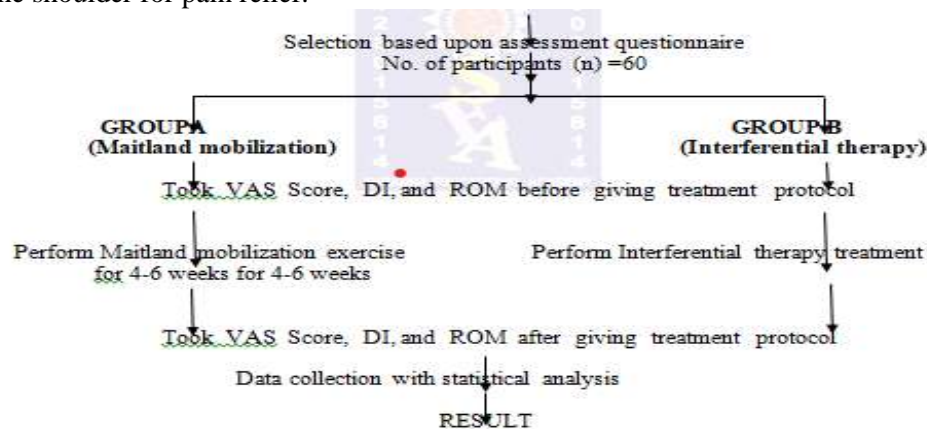 the shoulder for pain relief.
Selection based upon assessment questionnaire
No. of participants (n) =60
GROUPA
(Maitland mobilization)
GROUP B
(Interferential therapy)
Took VAS Score, DI, and ROM before giving treatment protocol
Perform Maitland mobilization exercise
for 4-6 weeks for 4-6 weeks
Perform Interferential therapy treatment
Took VAS Score, DI, and ROM after giving treatment protocol
Data collection with statistical analysis
RESULT